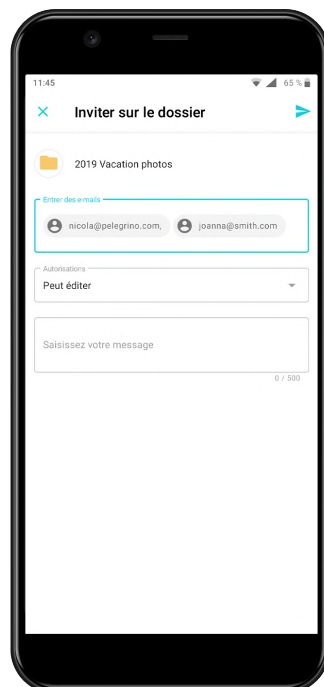 11:45 65 %
Inviter sur le dossier
2019 Vacation photos
Entrer des e-mails
nicola@pelegrino.com, joanna@smith.com
Autorisations
Peut éditer
Saisissez votre message
0 / 500